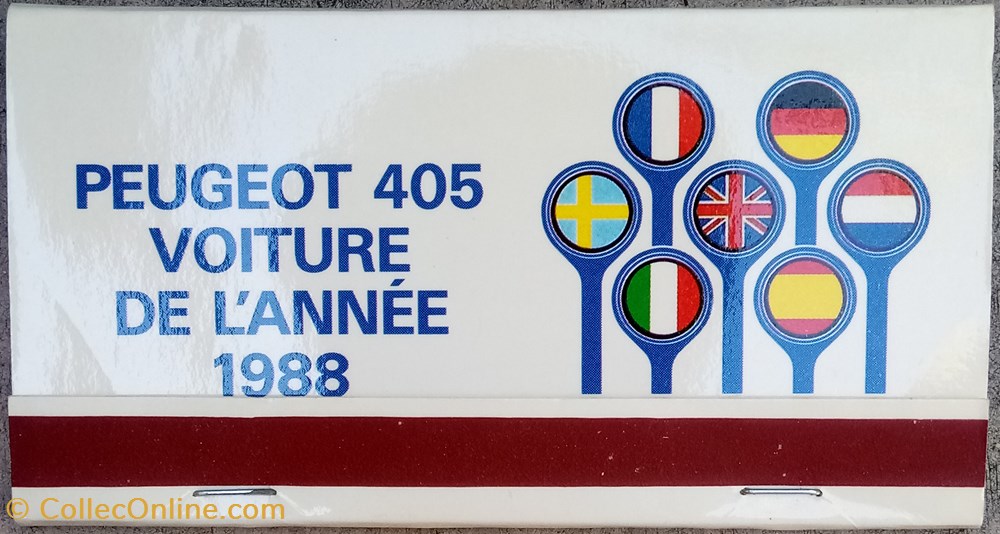 PEUGEOT 405
VOITURE
DE L'ANNÉE
1988
© CollecOnline.com